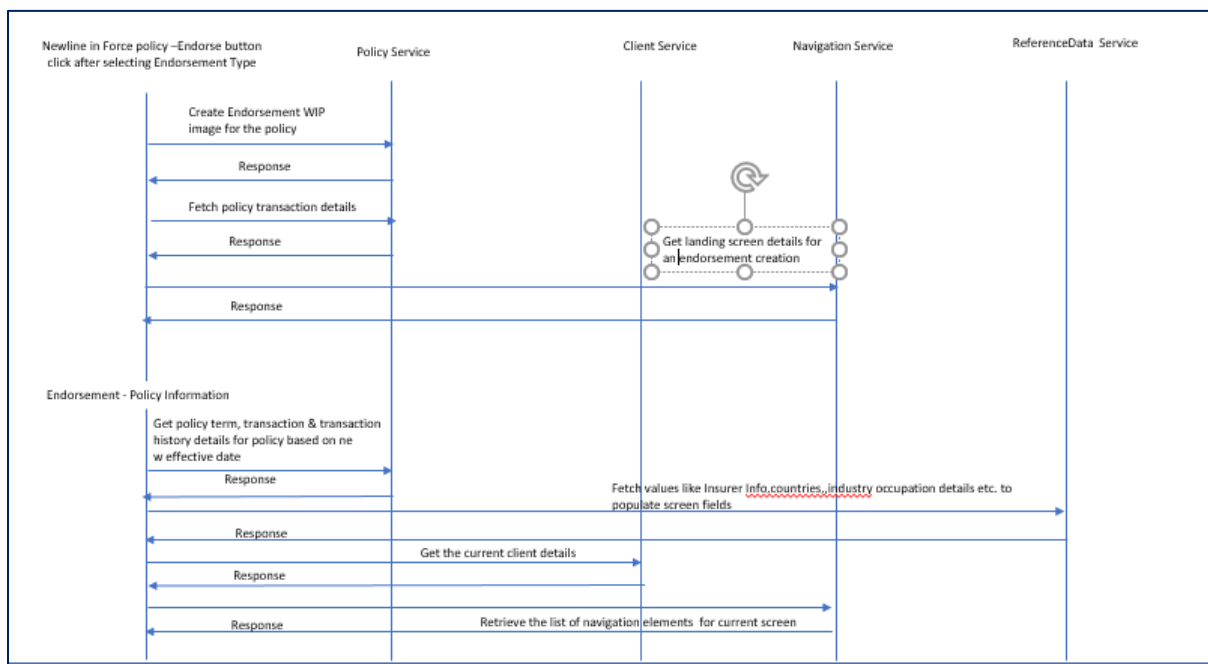 Newline in Force policy –Endorse button
click after selecting Endorsement Type
Policy Service
Client Service
Navigation Service
ReferenceData Service
Create Endorsement WIP
image for the policy
Response
Fetch policy transaction details
Response
Get landing screen details for
an endorsement creation
Response
Endorsement - Policy Information
Get policy term, transaction & transaction
history details for policy based on ne
w effective date
Response
Fetch values like Insurer Info,countries,,industry occupation details etc. to
populate screen fields
Response
Get the current client details
Response
Retrieve the list of navigation elements for current screen
Response